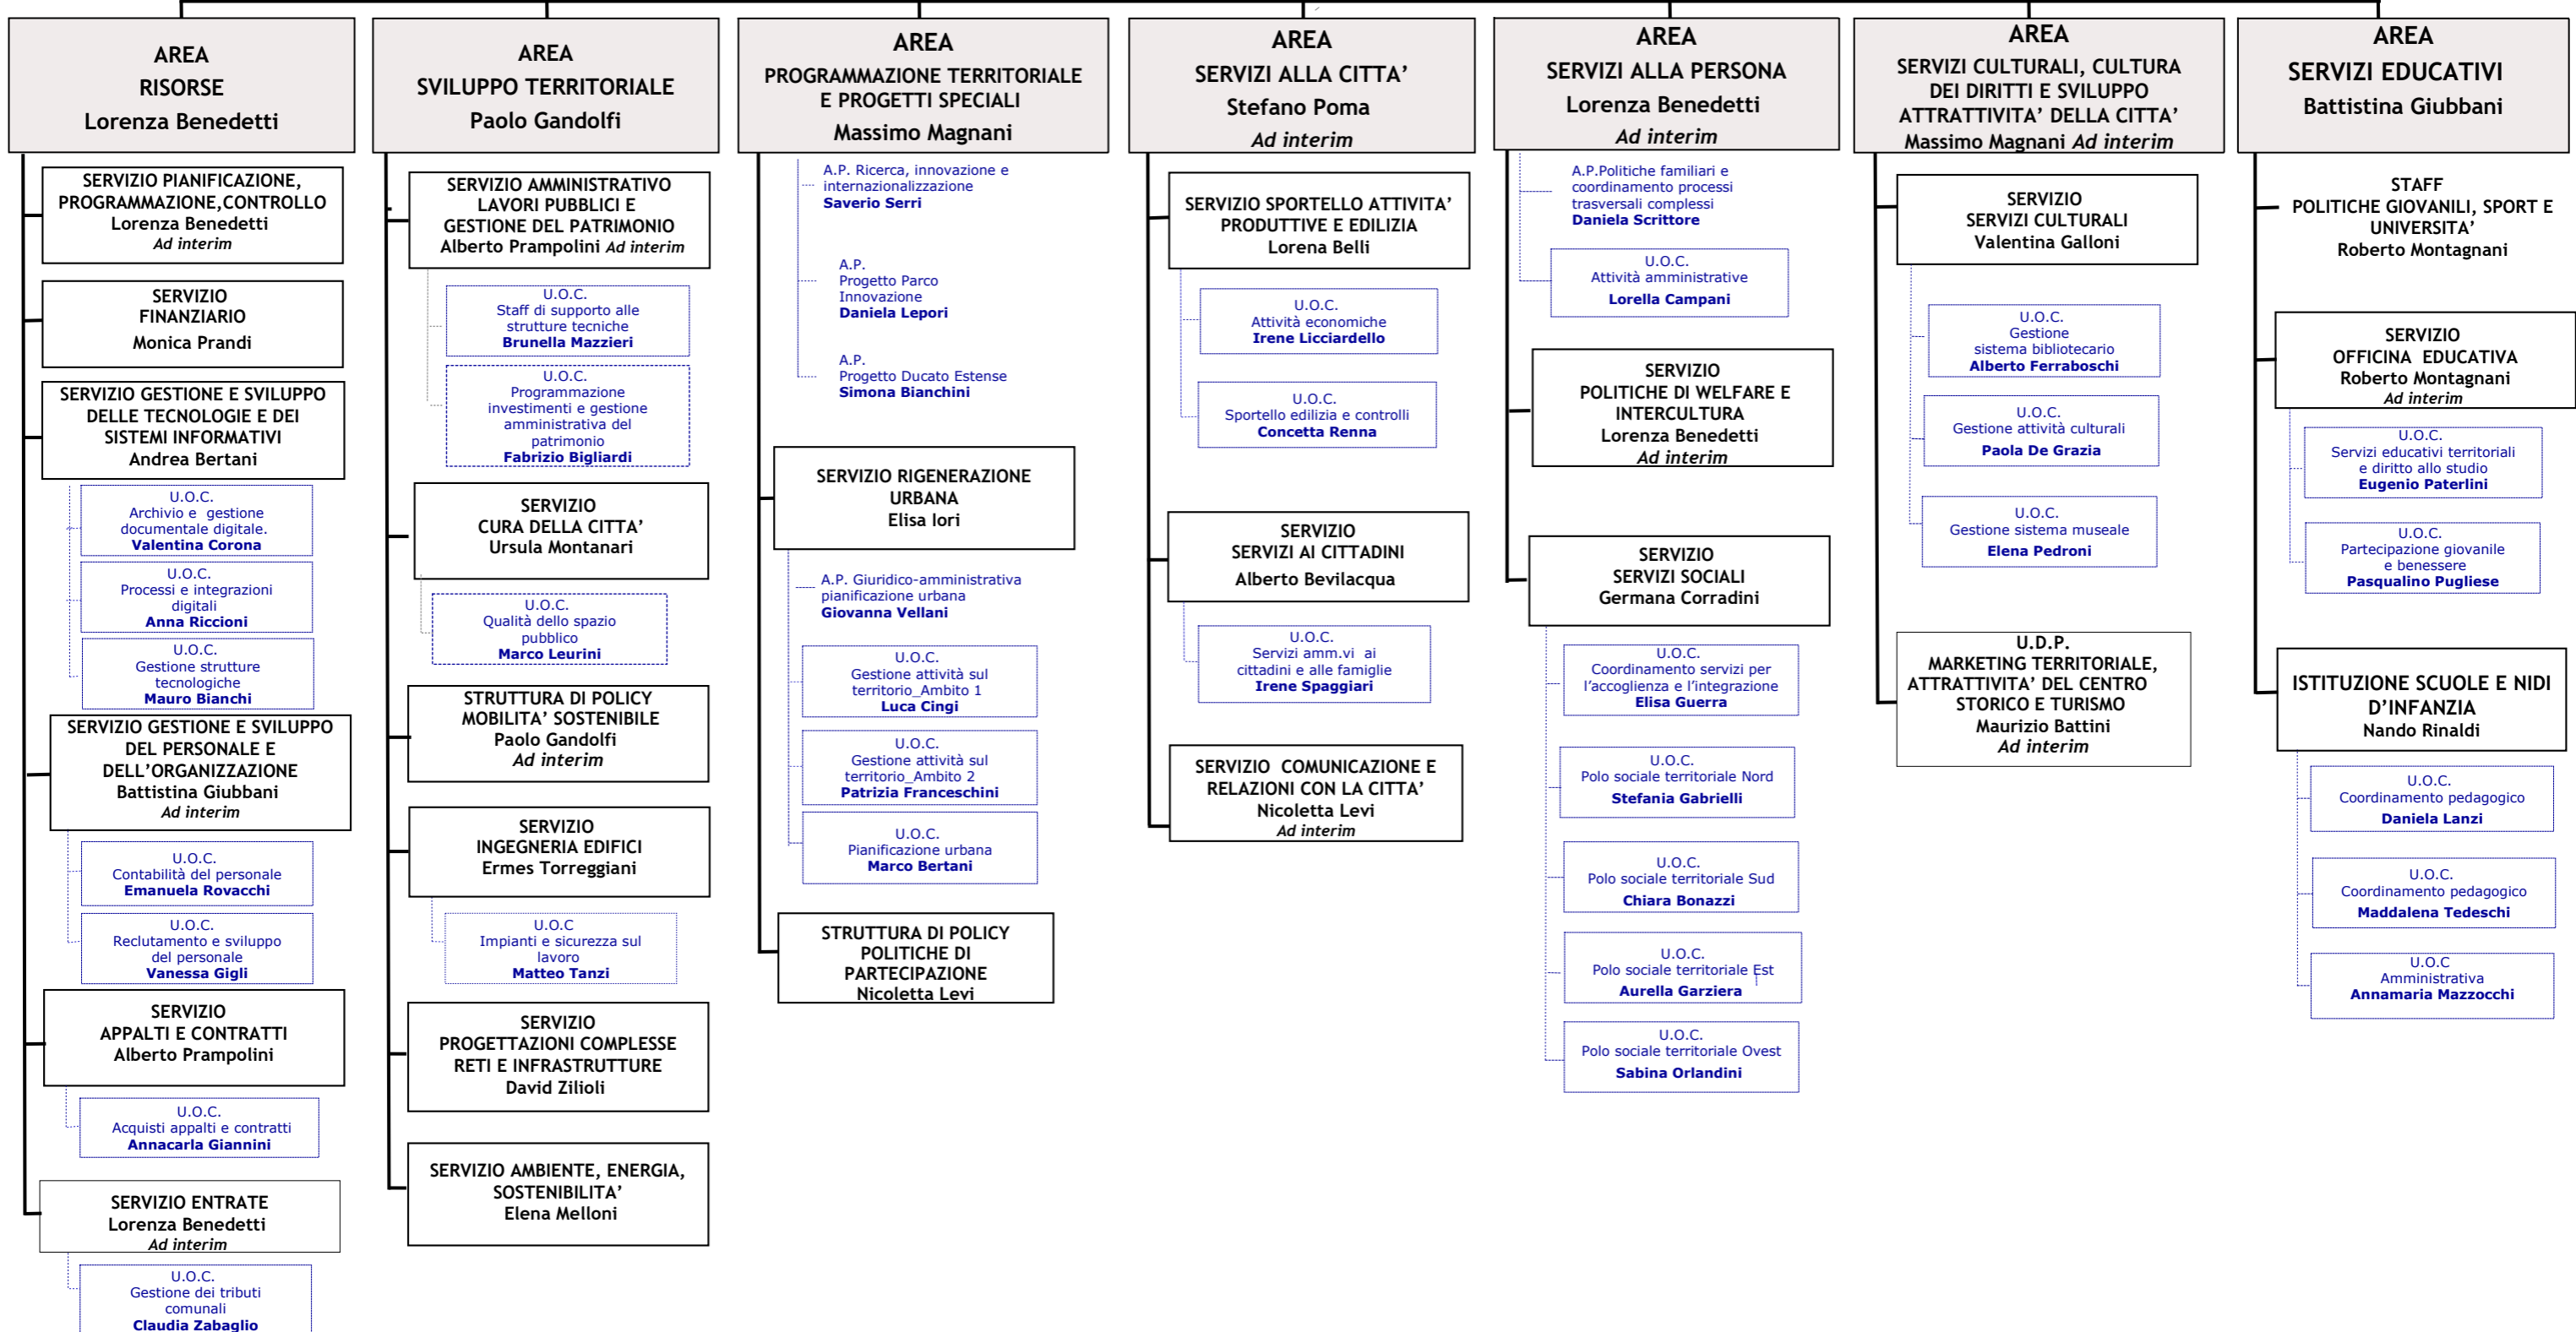 AREA
RISORSE
Lorenza Benedetti
SERVIZIO PIANIFICAZIONE,
PROGRAMMAZIONE,CONTROLLO
Lorenza Benedetti
Ad interim
SERVIZIO
FINANZIARIO
Monica Prandi
SERVIZIO GESTIONE E SVILUPPO
DELLE TECNOLOGIE E DEI
SISTEMI INFORMATIVI
Andrea Bertani
U.O.C.
Archivio e gestione
documentale digitale.
Valentina Corona
U.O.C.
Processi e integrazioni
digitali
Anna Riccioni
U.O.C.
Gestione strutture
tecnologiche
Mauro Bianchi
SERVIZIO GESTIONE E SVILUPPO
DEL PERSONALE E
DELL’ORGANIZZAZIONE
Battistina Giubbani
Ad interim
U.O.C.
Contabilità del personale
Emanuela Rovacchi
U.O.C.
Reclutamento e sviluppo
del personale
Vanessa Gigli
SERVIZIO
APPALTI E CONTRATTI
Alberto Prampolini
U.O.C.
Acquisti appalti e contratti
Annacarla Giannini
SERVIZIO ENTRATE
Lorenza Benedetti
Ad interim
U.O.C.
Gestione dei tributi
comunali
Claudia Zabaglio
AREA
SVILUPPO TERRITORIALE
Paolo Gandolfi
SERVIZIO AMMINISTRATIVO
LAVORI PUBBLICI E
GESTIONE DEL PATRIMONIO
Alberto Prampolini Ad interim
U.O.C.
Staff di supporto alle
strutture tecniche
Brunella Mazzieri
U.O.C.
Programmazione
investimenti e gestione
amministrativa del
patrimonio
Fabrizio Bigliardi
SERVIZIO
CURA DELLA CITTA’
Ursula Montanari
U.O.C.
Qualità dello spazio
pubblico
Marco Leurini
STRUTTURA DI POLICY
MOBILITA’ SOSTENIBILE
Paolo Gandolfi
Ad interim
SERVIZIO
INGEGNERIA EDIFICI
Ermes Torreggiani
U.O.C
Impianti e sicurezza sul
lavoro
Matteo Tanzi
SERVIZIO
PROGETTAZIONI COMPLESSE
RETI E INFRASTRUTTURE
David Zilioli
SERVIZIO AMBIENTE, ENERGIA,
SOSTENIBILITA’
Elena Melloni
AREA
PROGRAMMAZIONE TERRITORIALE
E PROGETTI SPECIALI
Massimo Magnani
A.P. Ricerca, innovazione e
internazionalizzazione
Saverio Serri
A.P.
Progetto Parco
Innovazione
Daniela Lepori
A.P.
Progetto Ducato Estense
Simona Bianchini
SERVIZIO RIGENERAZIONE
URBANA
Elisa Iori
A.P. Giuridico-amministrativa
pianificazione urbana
Giovanna Vellani
U.O.C.
Gestione attività sul
territorio_Ambito 1
Luca Cingi
U.O.C.
Gestione attività sul
territorio_Ambito 2
Patrizia Franceschini
U.O.C.
Pianificazione urbana
Marco Bertani
STRUTTURA DI POLICY
POLITICHE DI
PARTECIPAZIONE
Nicoletta Levi
AREA
SERVIZI ALLA CITTA’
Stefano Poma
Ad interim
SERVIZIO SPORTELLO ATTIVITA’
PRODUTTIVE E EDILIZIA
Lorena Belli
U.O.C.
Attività economiche
Irene Licciardello
U.O.C.
Sportello edilizia e controlli
Concetta Renna
SERVIZIO
SERVIZI AI CITTADINI
Alberto Bevilacqua
U.O.C.
Servizi amm.vi ai
cittadini e alle famiglie
Irene Spaggiari
SERVIZIO COMUNICAZIONE E
RELAZIONI CON LA CITTA’
Nicoletta Levi
Ad interim
AREA
SERVIZI ALLA PERSONA
Lorenza Benedetti
Ad interim
A.P.Politiche familiari e
coordinamento processi
trasversali complessi
Daniela Scrittore
U.O.C.
Attività amministrative
Lorella Campani
SERVIZIO
POLITICHE DI WELFARE E
INTERCULTURA
Lorenza Benedetti
Ad interim
SERVIZIO
SERVIZI SOCIALI
Germana Corradini
U.O.C.
Coordinamento servizi per
l’accoglienza e l’integrazione
Elisa Guerra
U.O.C.
Polo sociale territoriale Nord
Stefania Gabrielli
U.O.C.
Polo sociale territoriale Sud
Chiara Bonazzi
U.O.C.
Polo sociale territoriale Est
Aurella Garziera
U.O.C.
Polo sociale territoriale Ovest
Sabina Orlandini
AREA
SERVIZI CULTURALI, CULTURA
DEI DIRITTI E SVILUPPO
ATTRATTIVITA’ DELLA CITTA’
Massimo Magnani Ad interim
SERVIZIO
SERVIZI CULTURALI
Valentina Galloni
U.O.C.
Gestione
sistema bibliotecario
Alberto Ferraboschi
U.O.C.
Gestione attività culturali
Paola De Grazia
U.O.C.
Gestione sistema museale
Elena Pedroni
U.D.P.
MARKETING TERRITORIALE,
ATTRATTIVITA’ DEL CENTRO
STORICO E TURISMO
Maurizio Battini
Ad interim
AREA
SERVIZI EDUCATIVI
Battistina Giubbani
STAFF
POLITICHE GIOVANILI, SPORT E
UNIVERSITA’
Roberto Montagnani
SERVIZIO
OFFICINA EDUCATIVA
Roberto Montagnani
Ad interim
U.O.C.
Servizi educativi territoriali
e diritto allo studio
Eugenio Paterlini
U.O.C.
Partecipazione giovanile
e benessere
Pasqualino Pugliese
ISTITUZIONE SCUOLE E NIDI
D’INFANZIA
Nando Rinaldi
U.O.C.
Coordinamento pedagogico
Daniela Lanzi
U.O.C.
Coordinamento pedagogico
Maddalena Tedeschi
U.O.C
Amministrativa
Annamaria Mazzocchi